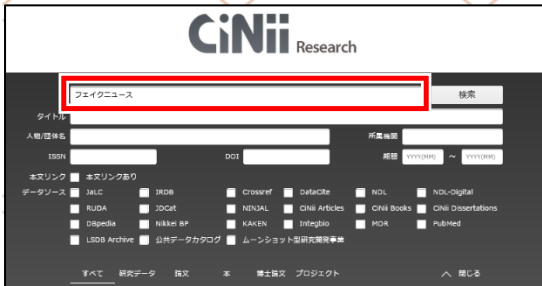 CiNii Research
フェイクニュース 検索
タイトル
人物/団体名 所属機関
ISSN DOI 期間 YYYY(MM) ~ YYYY(MM)
本文リンク 本文リンクあり
データソース JaLC IRDB Crossref DataCite NDL NDL-Digital
RUDA JDCat NINJAL CiNii Articles CiNii Books CiNii Dissertations
DBpedia Nikkei BP KAKEN Integbio MDR PubMed
LSDB Archive 公共データカタログ ムーンショット型研究開発事業
すべて 研究データ 論文 本 博士論文 プロジェクト 閉じる